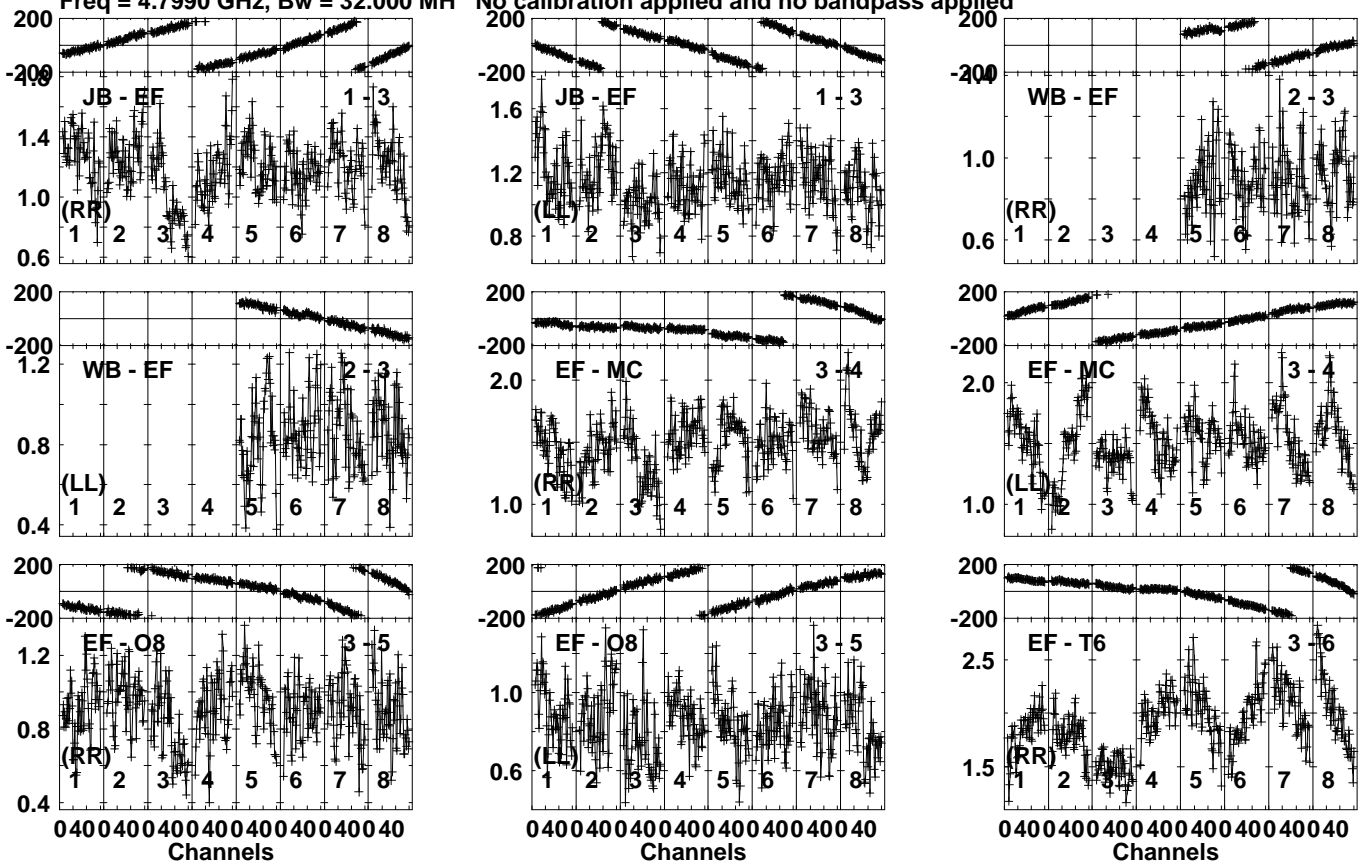 Freq = 4.7990 GHz, Bw = 32.000 MH No calibration applied and no bandpass applied
200
-200
1.8
1.4
1.0
0.6
JB - EF
1 - 3
(RR)
1 2 3 4 5 6 7 8
200
-200
1.6
1.2
0.8
JB - EF
1 - 3
(LL)
1 2 3 4 5 6 7 8
200
-200
1.4
1.0
0.6
WB - EF
2 - 3
(RR)
1 2 3 4 5 6 7 8
200
-200
1.2
0.8
0.4
WB - EF
2 - 3
(LL)
1 2 3 4 5 6 7 8
200
-200
2.0
1.0
EF - MC
3 - 4
(RR)
1 2 3 4 5 6 7 8
200
-200
2.0
1.0
EF - MC
3 - 4
(LL)
1 2 3 4 5 6 7 8
200
-200
1.2
0.8
0.4
EF - O8
3 - 5
(RR)
1 2 3 4 5 6 7 8
0 40 0 40 0 40 0 40 0 40 0 40 0 40 0 40
Channels
200
-200
1.0
0.6
EF - O8
3 - 5
(LL)
1 2 3 4 5 6 7 8
0 40 0 40 0 40 0 40 0 40 0 40 0 40 0 40
Channels
200
-200
2.5
1.5
EF - T6
3 - 6
(RR)
1 2 3 4 5 6 7 8
0 40 0 40 0 40 0 40 0 40 0 40 0 40 0 40
Channels